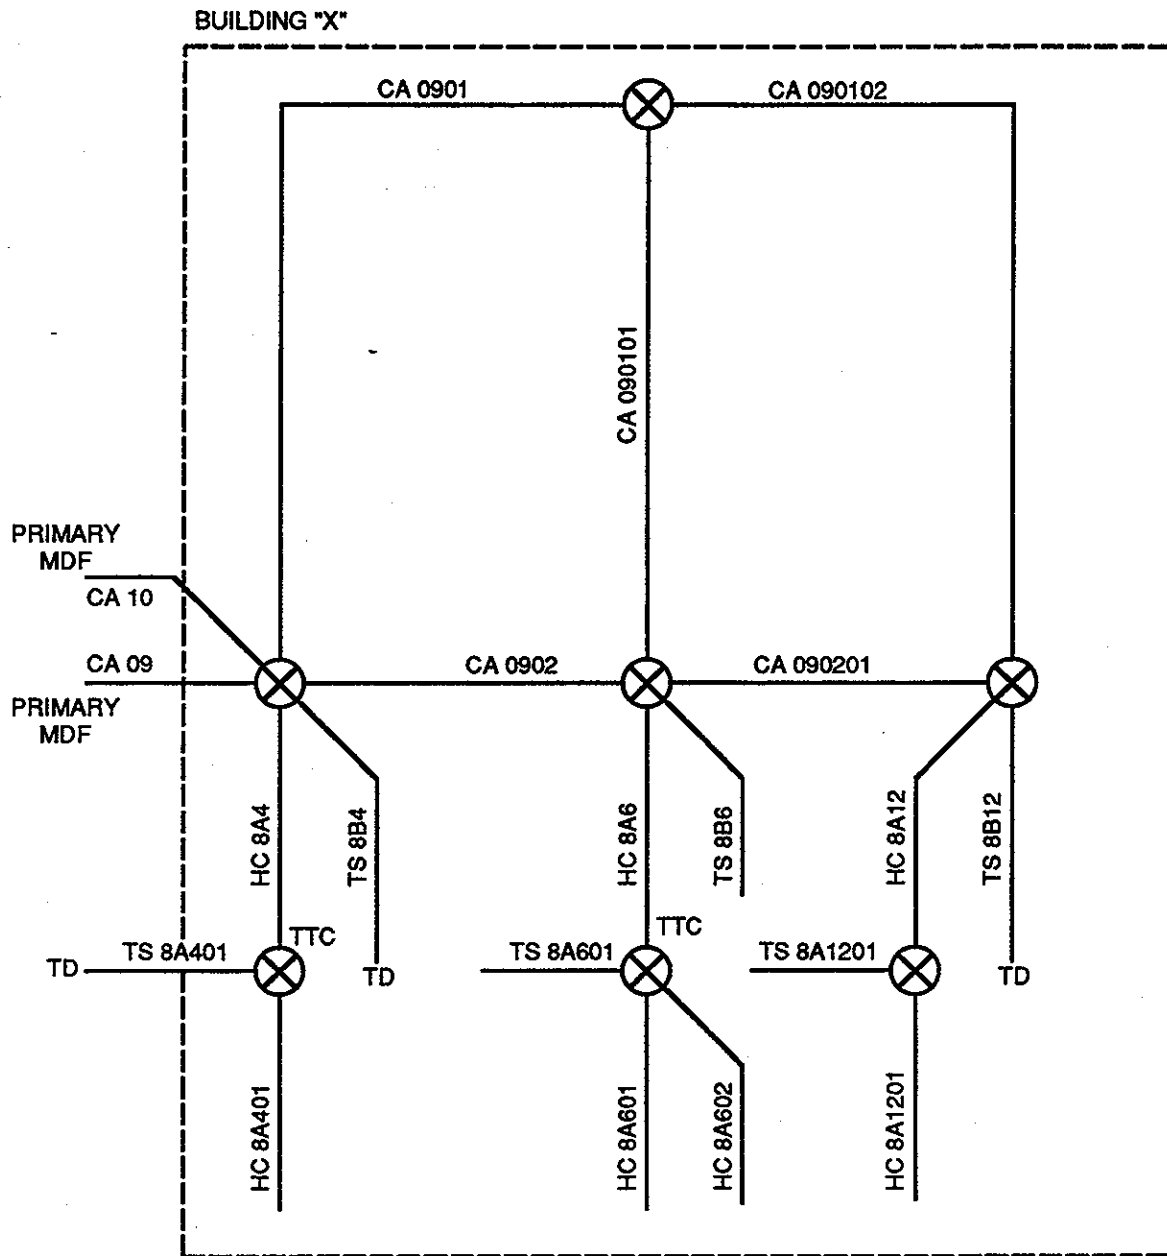 BUILDING "X"
CA 0901
CA 090102
CA 090101
PRIMARY
MDF
CA 10
CA 09
PRIMARY
MDF
CA 0902
CA 090201
HC 8A4
TS 8B4
HC 8A6
TS 8B6
HC 8A12
TS 8B12
TTC
TTC
TD
TS 8A401
TD
TS 8A601
TS 8A1201
TD
HC 8A401
HC 8A601
HC 8A602
HC 8A1201